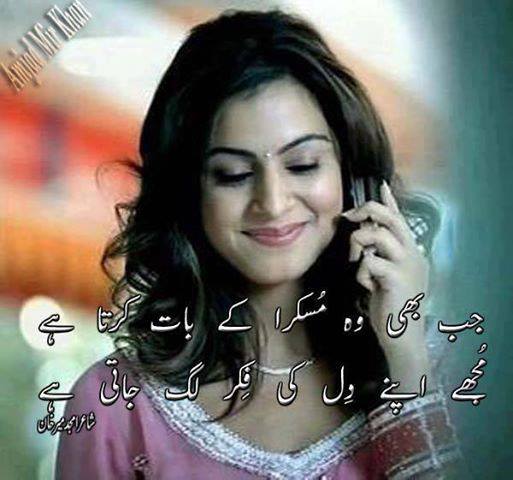 Amjad Mir Khan
جب بھی وہ مُسکرا کے بات کرتا ہے
مُجھے اپنے دِل کی فِکر لگ جاتی ہے
شاعر امجد میر خان